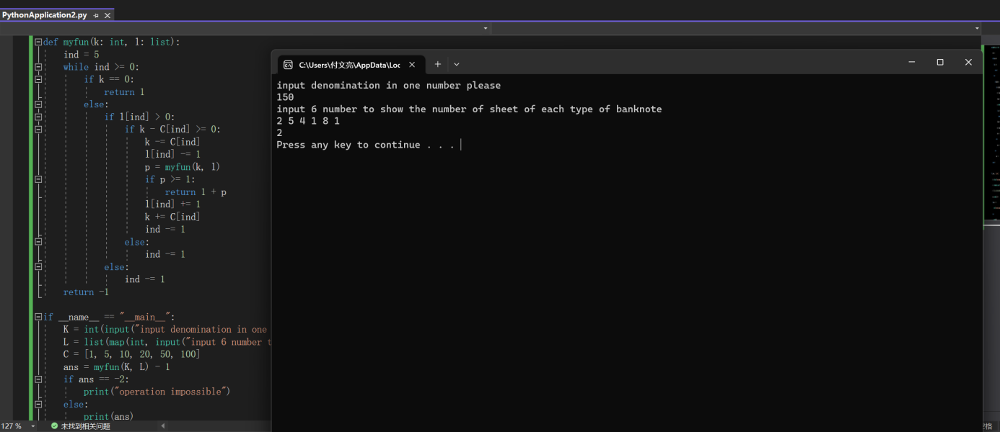 PythonApplication2.py
def myfun(k: int, l: list):
ind = 5
while ind >= 0:
if k == 0:
return 1
else:
if l[ind] > 0:
if k - C[ind] >= 0:
k -= C[ind]
l[ind] -= 1
p = myfun(k, l)
if p >= 1:
return 1 + p
l[ind] += 1
k += C[ind]
ind -= 1
else:
ind -= 1
else:
ind -= 1
return -1
if __name__ == "__main__":
K = int(input("input denomination in one
L = list(map(int, input("input 6 number t
C = [1, 5, 10, 20, 50, 100]
ans = myfun(K, L) - 1
if ans == -2:
print("operation impossible")
else:
print(ans)
127 %
未找到相关问题
C:\Users\付文亮\AppData\Loc
input denomination in one number please
150
input 6 number to show the number of sheet of each type of banknote
2 5 4 1 8 1
2
Press any key to continue . . .